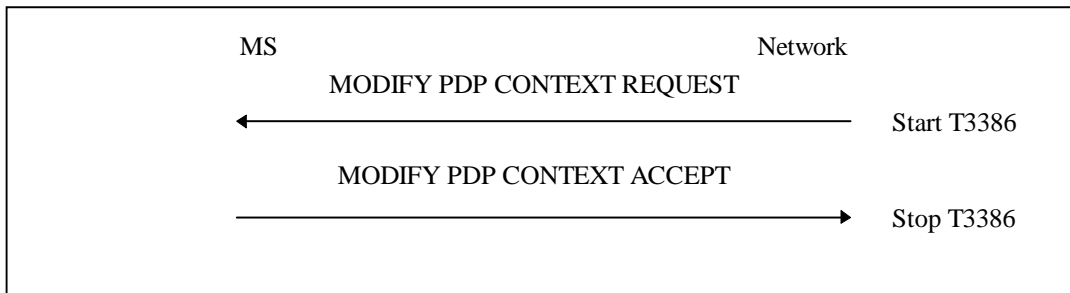 MS Network
MODIFY PDP CONTEXT REQUEST
Start T3386
MODIFY PDP CONTEXT ACCEPT
Stop T3386